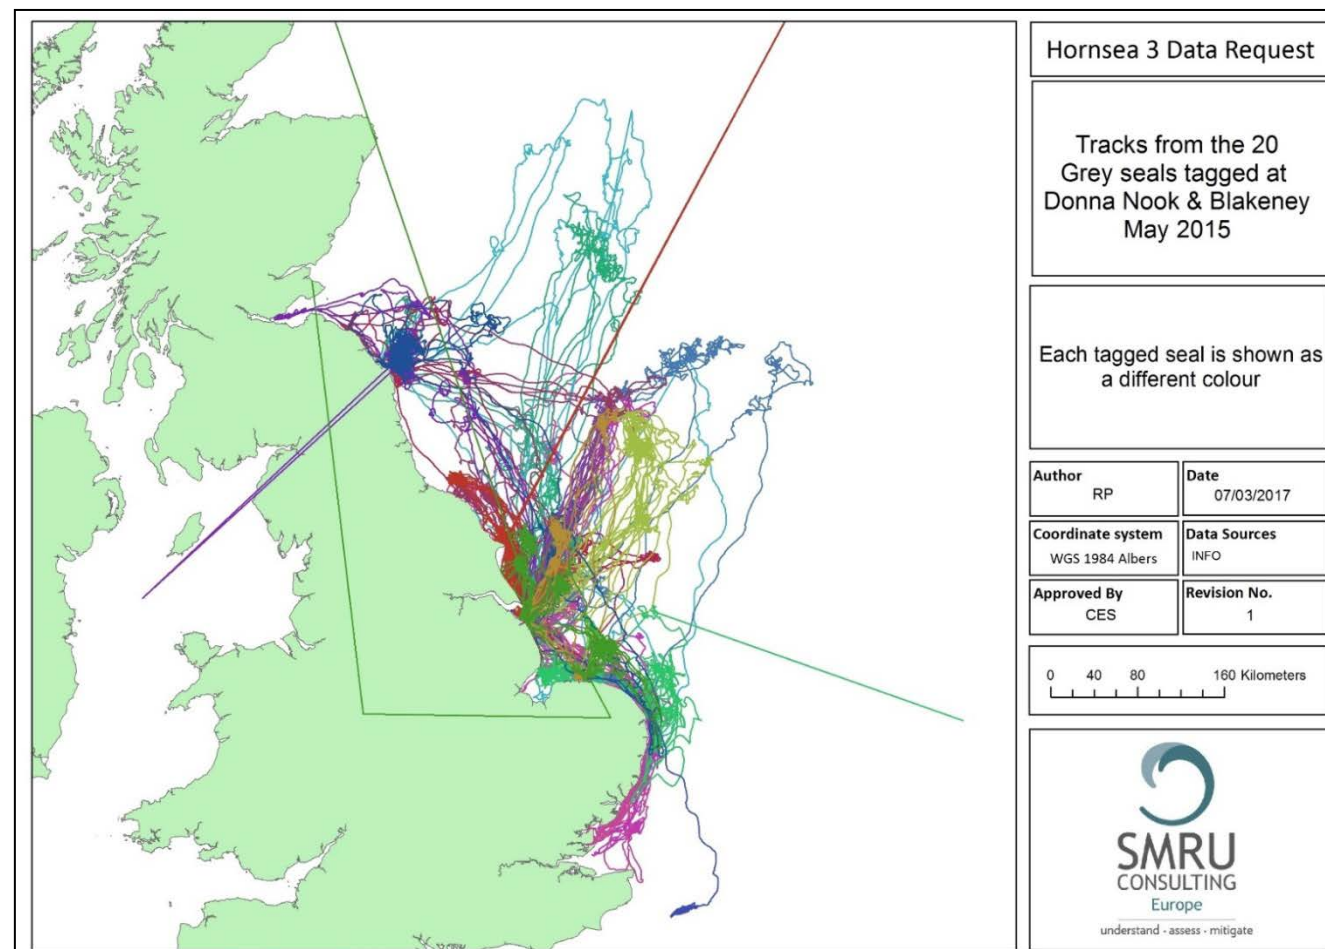 Hornsea 3 Data Request
Tracks from the 20
Grey seals tagged at
Donna Nook & Blakeney
May 2015
Each tagged seal is shown as
a different colour
Author
RP
Date
07/03/2017
Coordinate system
WGS 1984 Albers
Data Sources
INFO
Approved By
CES
Revision No.
1
0 40 80 160 Kilometers
SMRU
CONSULTING
Europe
understand - assess - mitigate